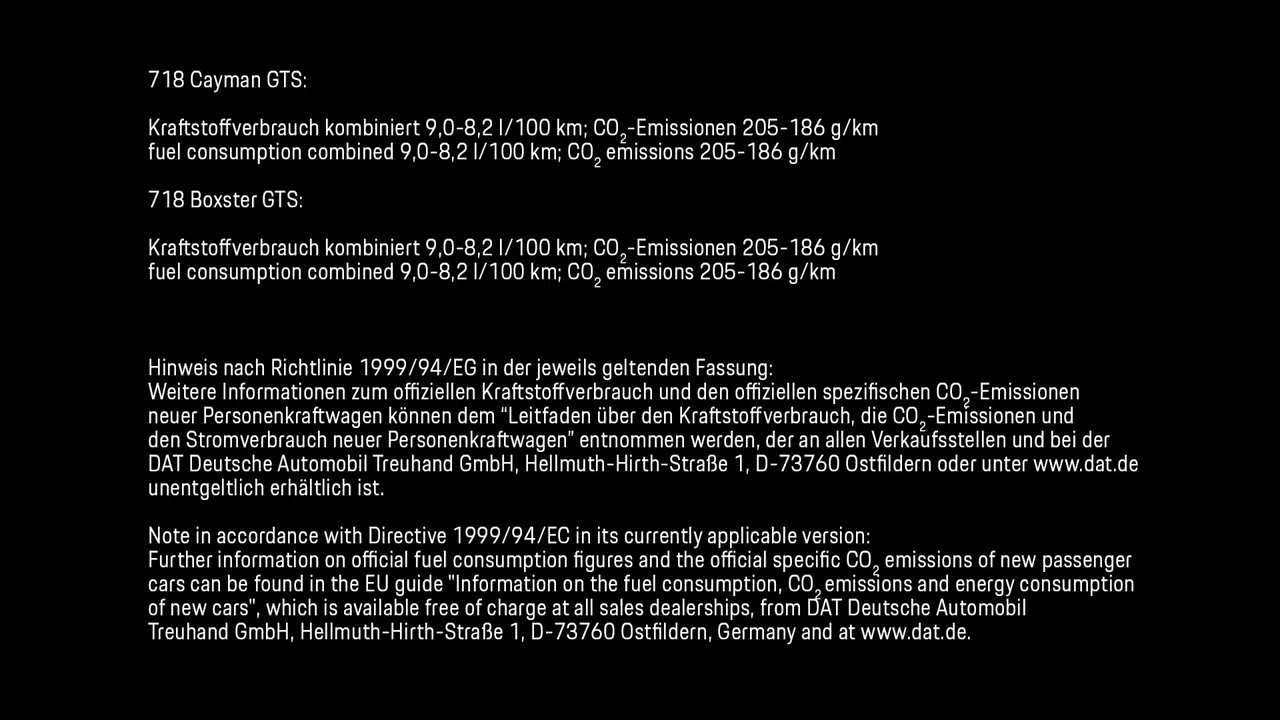 718 Cayman GTS:
Kraftstoffverbrauch kombiniert 9,0-8,2 l/100 km; CO₂-Emissionen 205-186 g/km
fuel consumption combined 9,0-8,2 l/100 km; CO₂ emissions 205-186 g/km
718 Boxster GTS:
Kraftstoffverbrauch kombiniert 9,0-8,2 l/100 km; CO₂-Emissionen 205-186 g/km
fuel consumption combined 9,0-8,2 l/100 km; CO₂ emissions 205-186 g/km
Hinweis nach Richtlinie 1999/94/EG in der jeweils geltenden Fassung:
Weitere Informationen zum offiziellen Kraftstoffverbrauch und den offiziellen spezifischen CO₂-Emissionen
neuer Personenkraftwagen können dem “Leitfaden über den Kraftstoffverbrauch, die CO₂-Emissionen und
den Stromverbrauch neuer Personenkraftwagen” entnommen werden, der an allen Verkaufsstellen und bei der
DAT Deutsche Automobil Treuhand GmbH, Hellmuth-Hirth-Straße 1, D-73760 Ostfildern oder unter www.dat.de
unentgeltlich erhältlich ist.
Note in accordance with Directive 1999/94/EC in its currently applicable version:
Further information on official fuel consumption figures and the official specific CO₂ emissions of new passenger
cars can be found in the EU guide "Information on the fuel consumption, CO₂ emissions and energy consumption
of new cars", which is available free of charge at all sales dealerships, from DAT Deutsche Automobil
Treuhand GmbH, Hellmuth-Hirth-Straße 1, D-73760 Ostfildern, Germany and at www.dat.de.